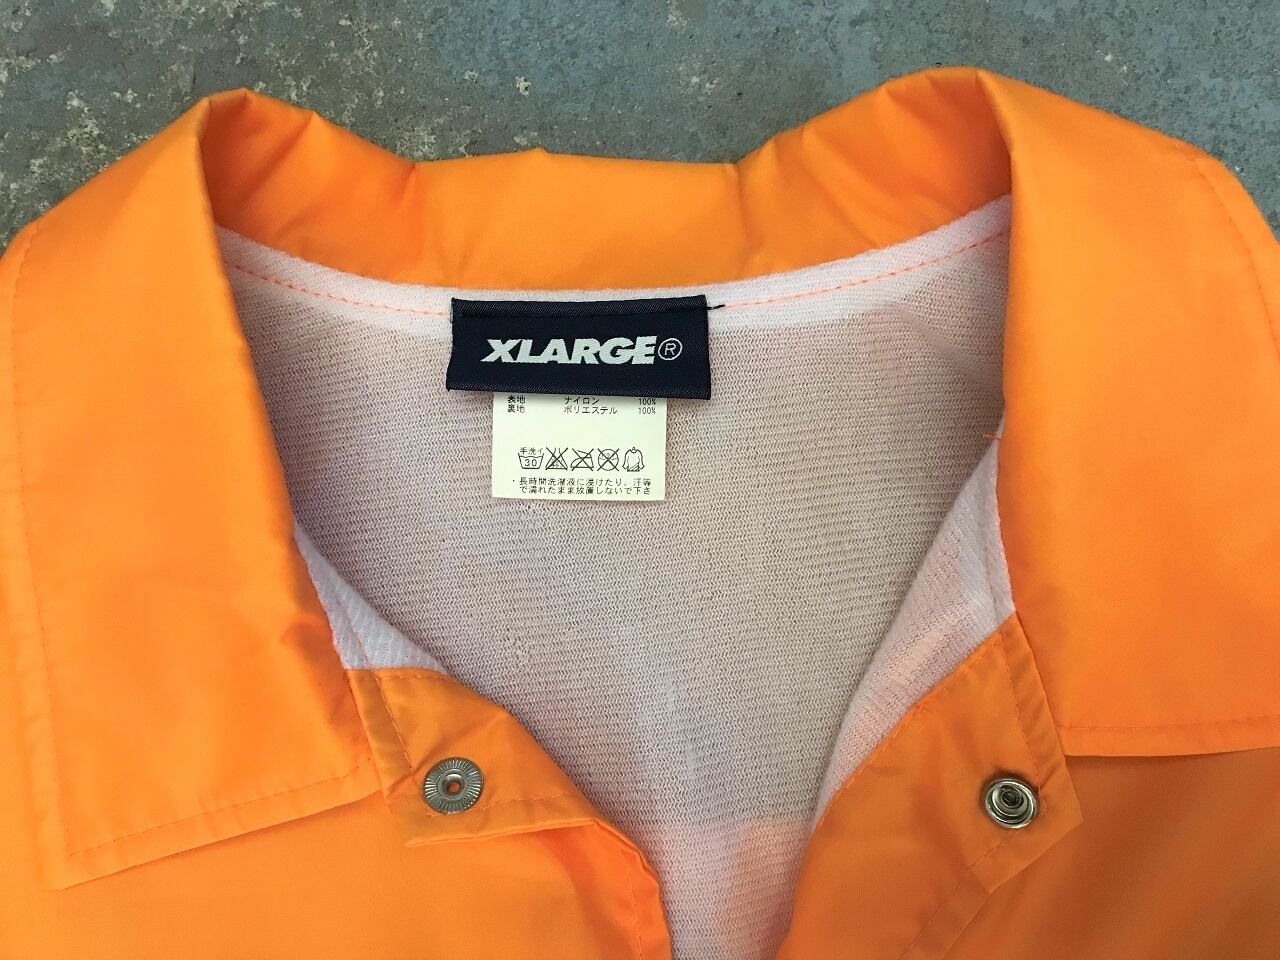 XLARGE®
表地 ナイロン 100%
裏地 ポリエステル 100%
手洗イ
30
・長時間洗濯液に浸けたり、汗等
で濡れたまま放置しないで下さ